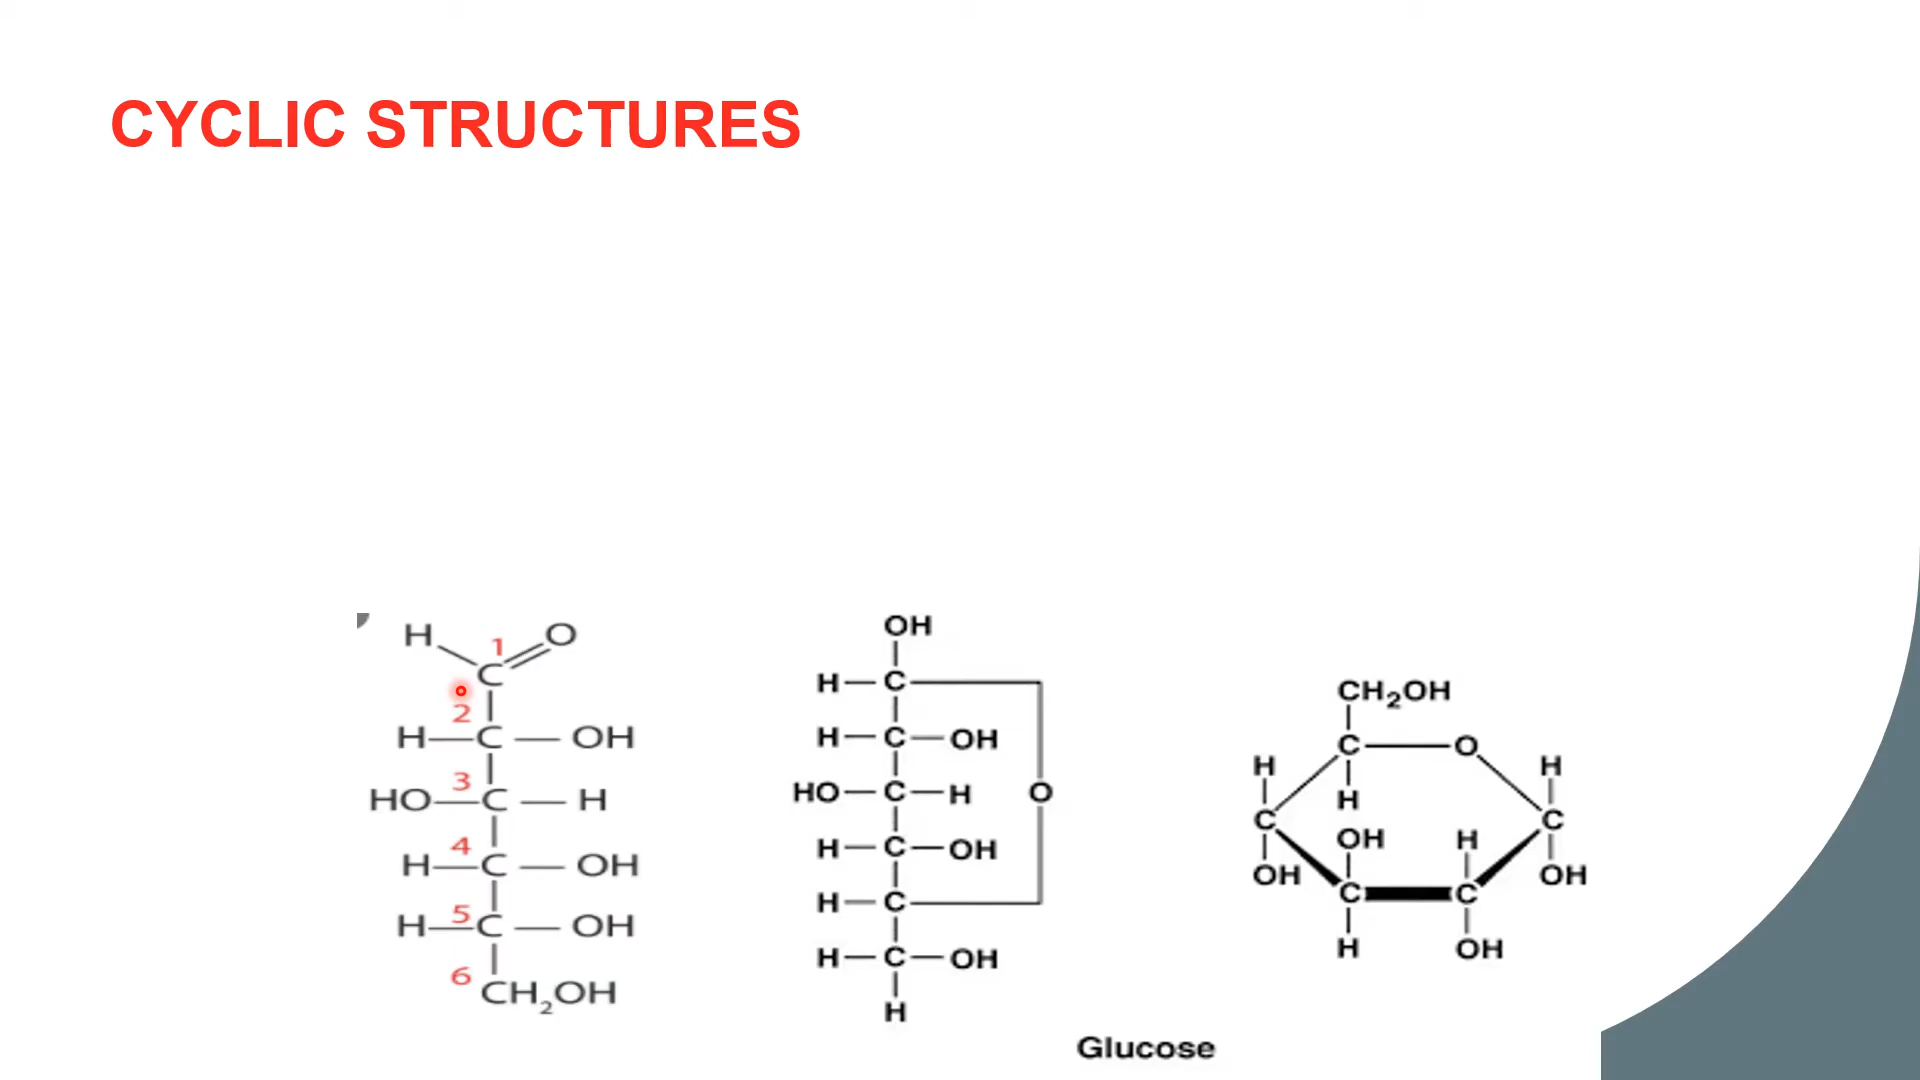 CYCLIC STRUCTURES
H 1 O
C
2
H C OH
3
HO C H
4
H C OH
5
H C OH
6
CH₂OH
OH
H C
H C OH
HO C H O
H C OH
H C
H C OH
H
CH₂OH
C O
H H
H
C C
OH H
OH OH
C C
H OH
Glucose